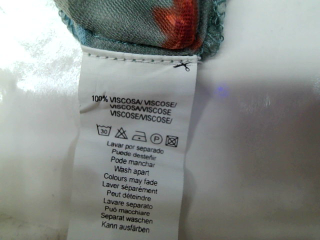 100% VISCOSA/ VISCOSE/
VISCOSA/VISCOSE
VISCOSE/VISCOSE/
30 P
Lavar por separado
Puede desteñir
Pode manchar
Wash apart
Colours may fade
Laver séparément
Peut déteindre
Lavare separato
Può macchiare
Separat waschen
Kann ausfärben